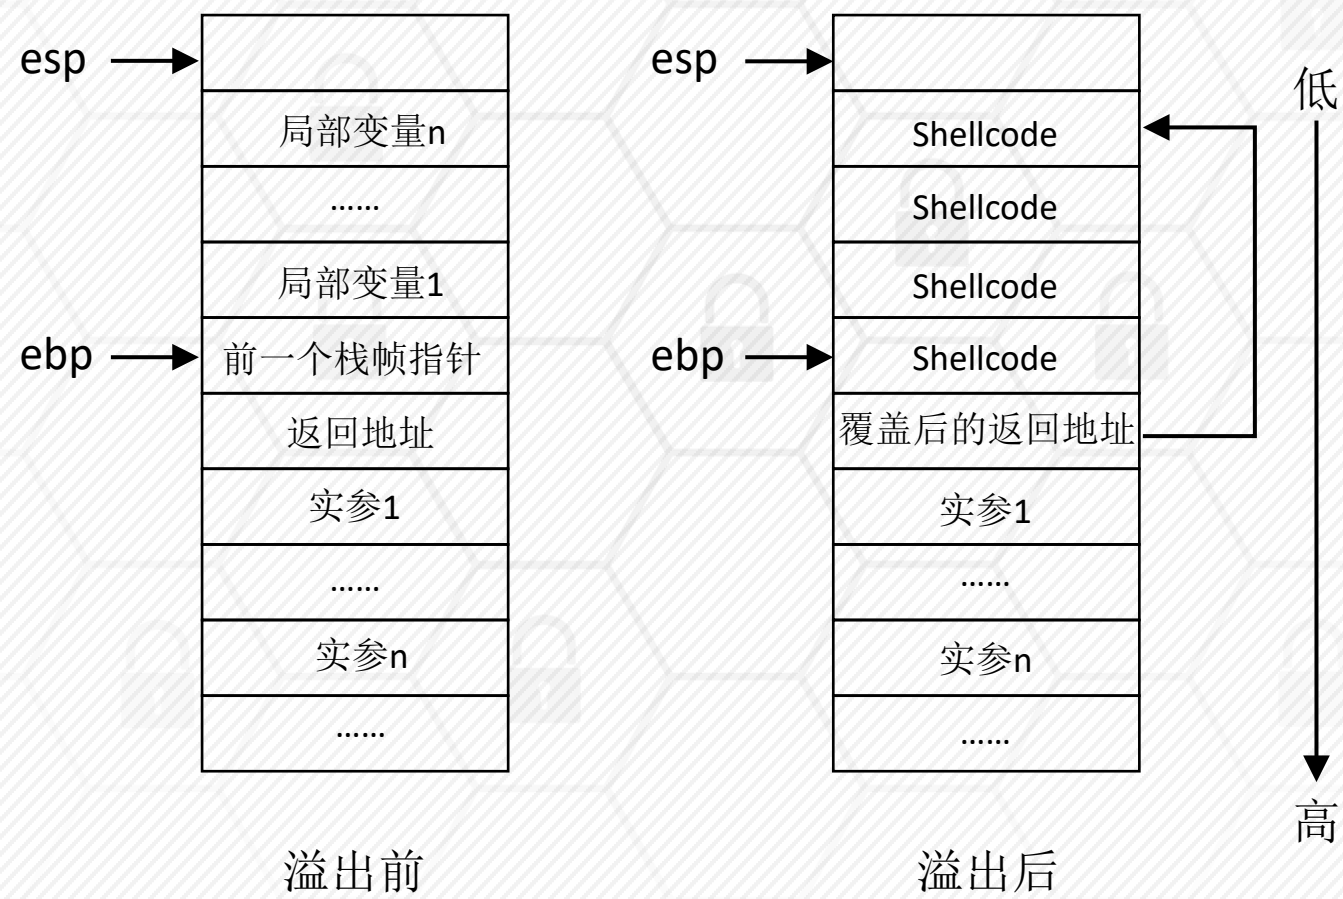 esp
局部变量n
……
局部变量1
ebp
前一个栈帧指针
返回地址
实参1
……
实参n
……
溢出前
esp
Shellcode
Shellcode
Shellcode
ebp
Shellcode
覆盖后的返回地址
实参1
……
实参n
……
溢出后
低
高